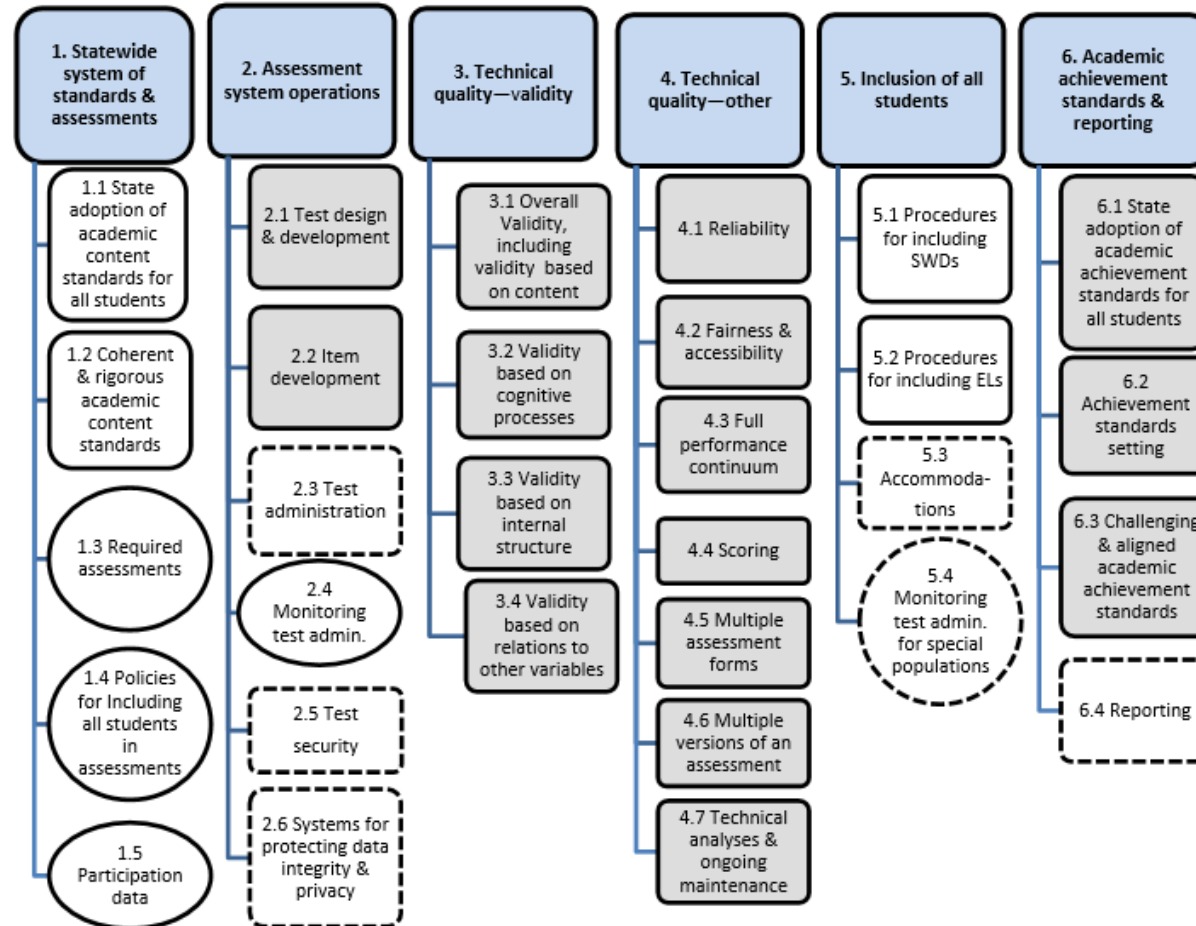 1. Statewide
system of
standards &
assessments
1.1 State
adoption of
academic
content
standards for
all students
1.2 Coherent
& rigorous
academic
content
standards
1.3 Required
assessments
1.4 Policies
for Including
all students
in
assessments
1.5
Participation
data
2. Assessment
system operations
2.1 Test design
& development
2.2 Item
development
2.3 Test
administration
2.4
Monitoring
test admin.
2.5 Test
security
2.6 Systems for
protecting data
integrity &
privacy
3. Technical
quality—validity
3.1 Overall
Validity,
including
validity based
on content
3.2 Validity
based on
cognitive
processes
3.3 Validity
based on
internal
structure
3.4 Validity
based on
relations to
other variables
4. Technical
quality—other
4.1 Reliability
4.2 Fairness &
accessibility
4.3 Full
performance
continuum
4.4 Scoring
4.5 Multiple
assessment
forms
4.6 Multiple
versions of an
assessment
4.7 Technical
analyses &
ongoing
maintenance
5. Inclusion of all
students
5.1 Procedures
for including
SWDs
5.2 Procedures
for including ELs
5.3
Accommoda-
tions
5.4
Monitoring
test admin.
for special
populations
6. Academic
achievement
standards &
reporting
6.1 State
adoption of
academic
achievement
standards for
all students
6.2
Achievement
standards
setting
6.3 Challenging
& aligned
academic
achievement
standards
6.4 Reporting